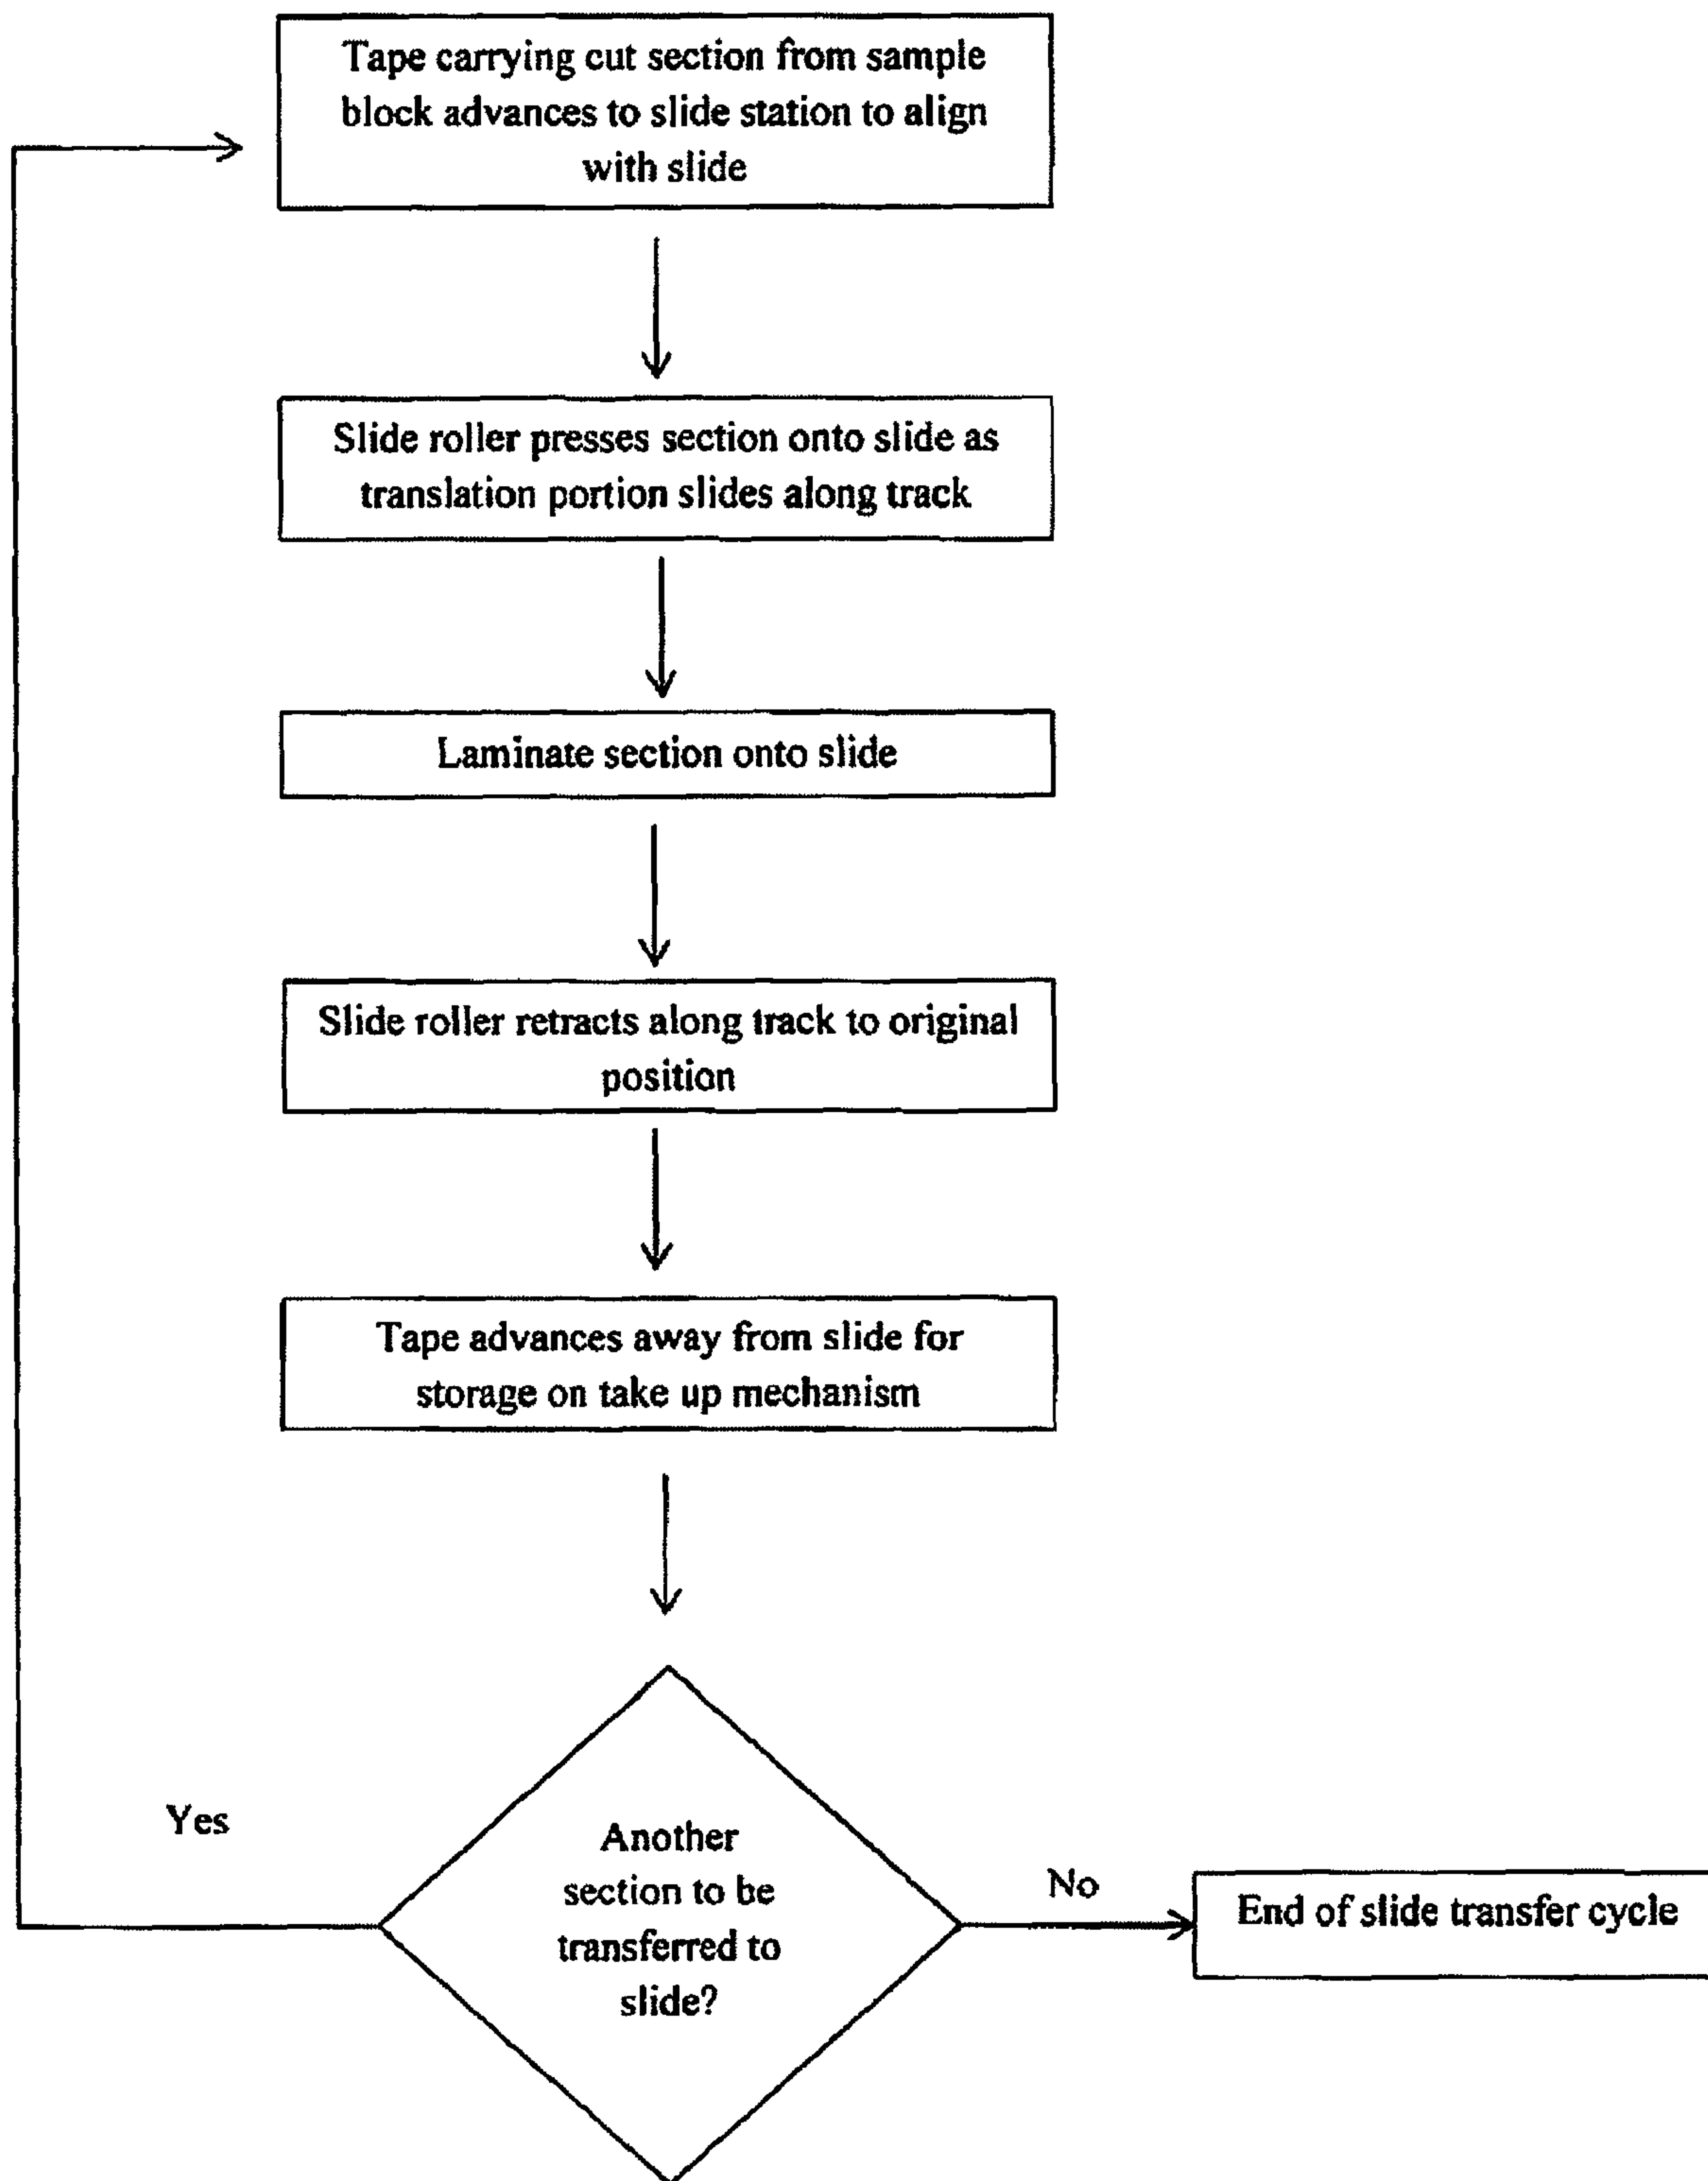 Tape carrying cut section from sample
block advances to slide station to align
with slide
Slide roller presses section onto slide as
translation portion slides along track
Laminate section onto slide
Slide roller retracts along track to original
position
Tape advances away from slide for
storage on take up mechanism
Yes
Another
section to be
transferred to
slide?
No
End of slide transfer cycle